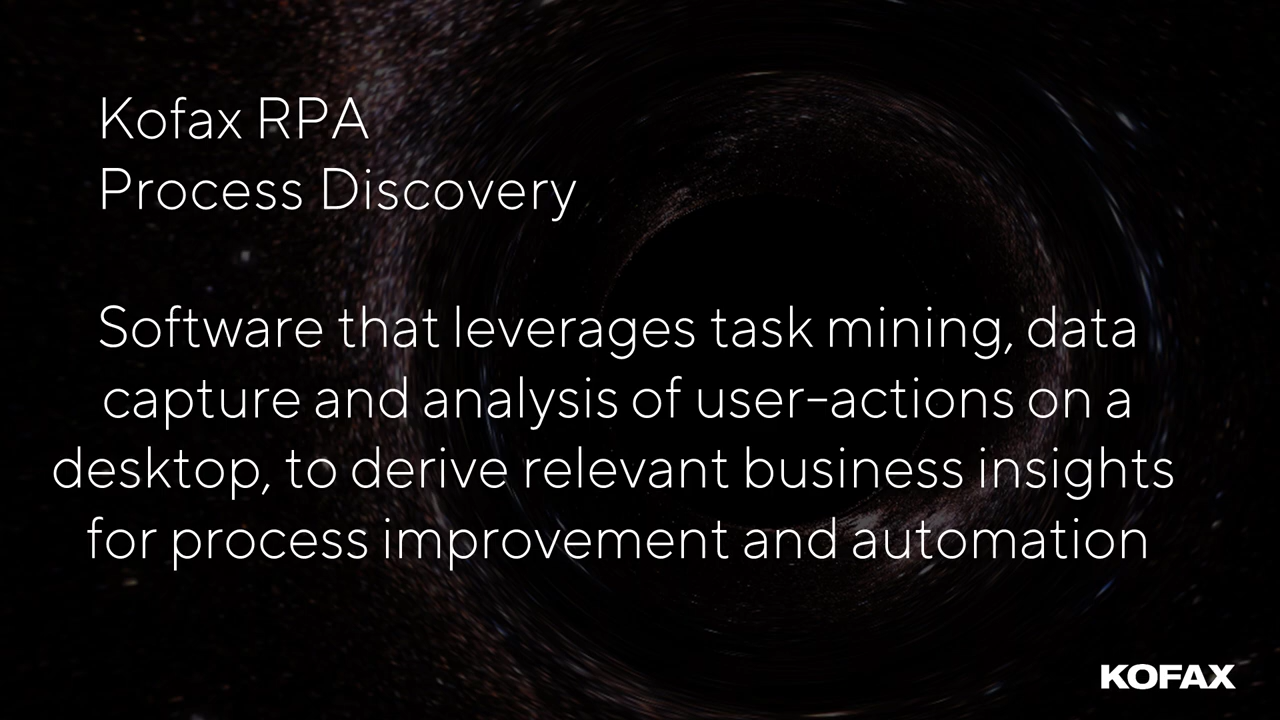 Kofax RPA
Process Discovery
Software that leverages task mining, data
capture and analysis of user-actions on a
desktop, to derive relevant business insights
for process improvement and automation
KOFAX